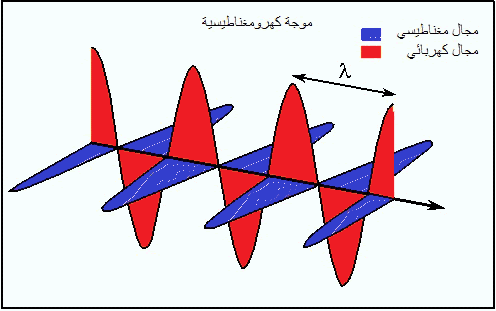 موجة كهرومغناطيسية
مجال مغناطيسي
مجال كهربائي
λ